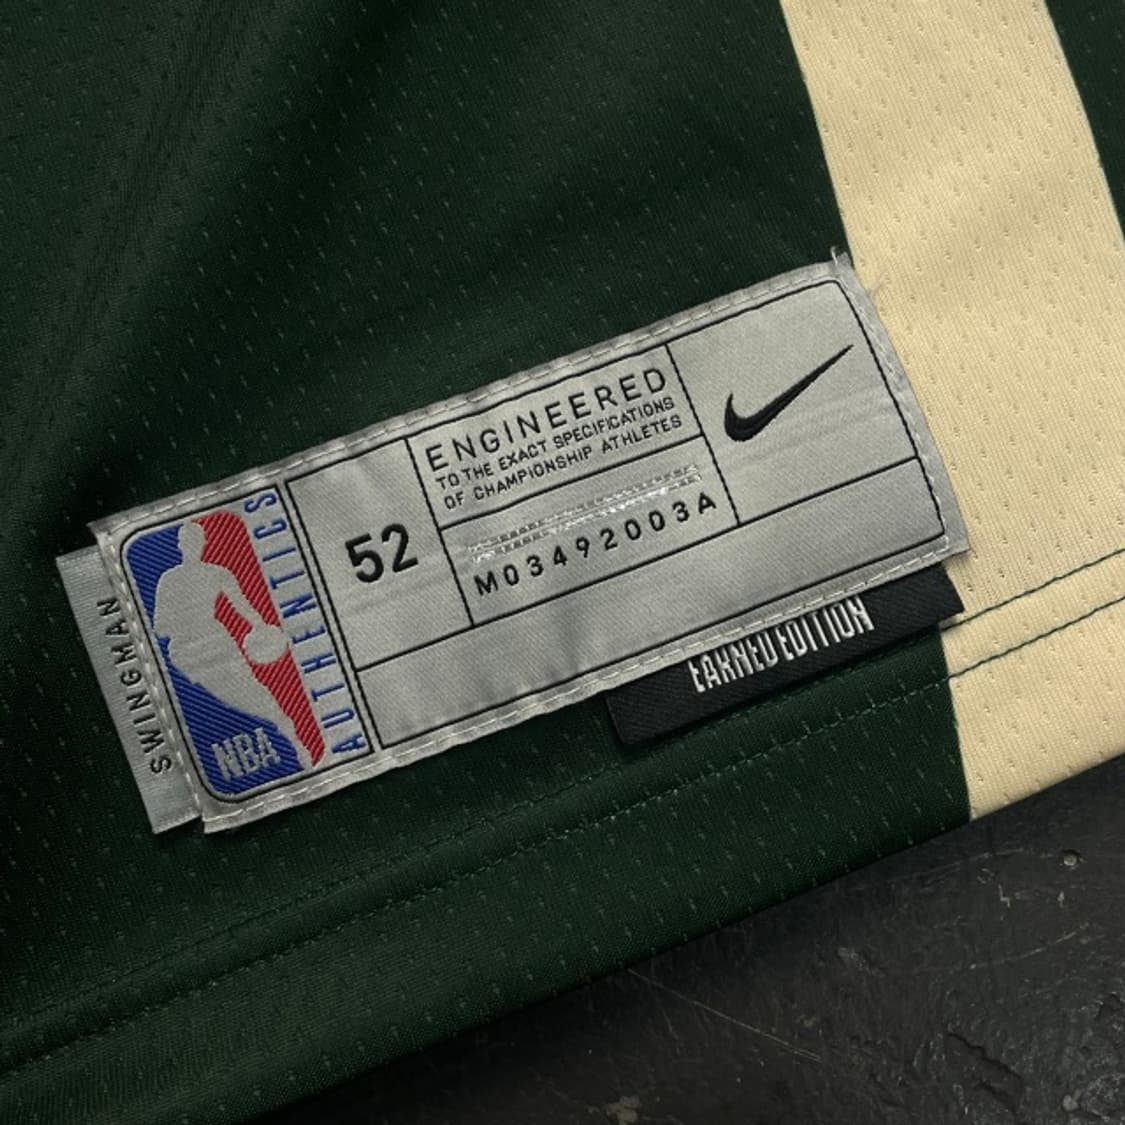 SWINGMAN
NBA
AUTHENTICS
52
ENGINEERED
TO THE EXACT SPECIFICATIONS
OF CHAMPIONSHIP ATHLETES
M03492003A
EARNED EDITION